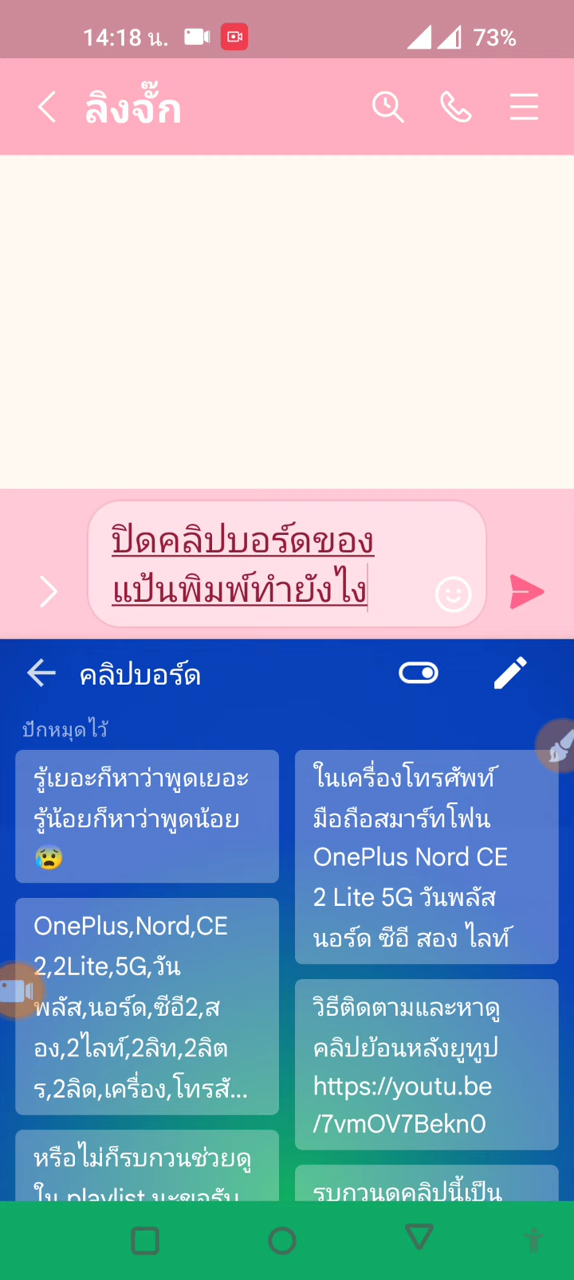 14:18 น.
73%
ลิงจั๊ก
ปิดคลิปบอร์ดของ
แป้นพิมพ์ทำยังไง
คลิปบอร์ด
ปักหมุดไว้
รู้เยอะก็หาว่าพูดเยอะ
รู้น้อยก็หาว่าพูดน้อย
😰
OnePlus,Nord,CE
2,2Lite,5G,วัน
พลัส,นอร์ด,ซีอี2,ส
อง,2ไลท์,2ลิท,2ลิต
ร,2ลิด,เครื่อง,โทรสั...
หรือไม่ก็รบกวนช่วยดู
ใน playlist นะขอรับ
ในเครื่องโทรศัพท์
มือถือสมาร์ทโฟน
OnePlus Nord CE
2 Lite 5G วันพลัส
นอร์ด ซีอี สอง ไลท์
วิธีติดตามและหาดู
คลิปย้อนหลังยูทูป
https://youtu.be
/7vmOV7Bekn0
รบกวนดูคลิปนี้เป็น